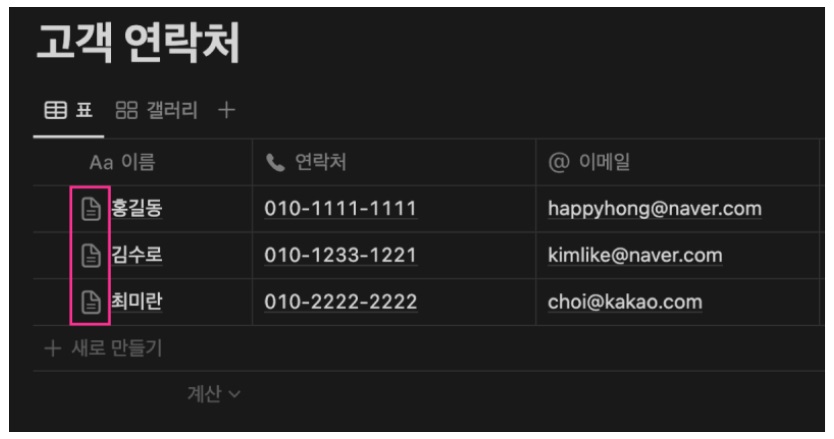 고객 연락처
표 갤러리 +
Aa 이름 연락처 @ 이메일
홍길동 010-1111-1111 happyhong@naver.com
김수로 010-1233-1221 kimlike@naver.com
최미란 010-2222-2222 choi@kakao.com
+ 새로 만들기
계산